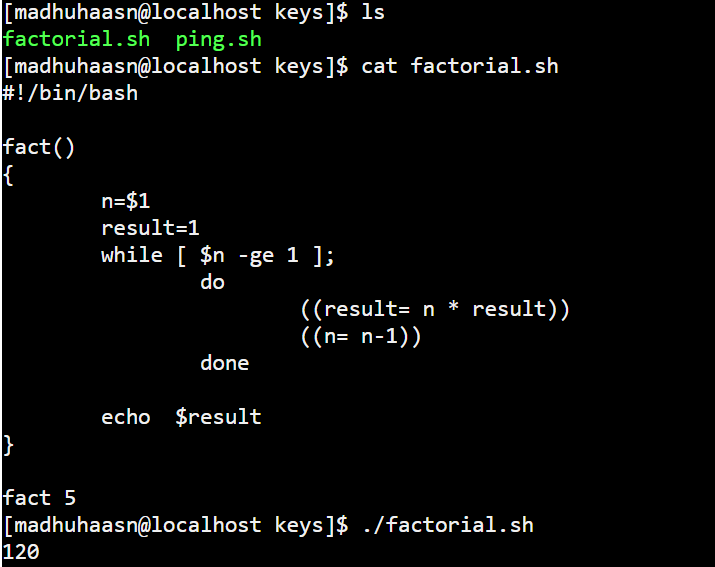 [madhuhaasn@localhost keys]$ ls
factorial.sh  ping.sh
[madhuhaasn@localhost keys]$ cat factorial.sh
#!/bin/bash

fact()
{
        n=$1
        result=1
        while [ $n -ge 1 ];
                do
                        ((result= n * result))
                        ((n= n-1))
                done

        echo  $result
}

fact 5
[madhuhaasn@localhost keys]$ ./factorial.sh
120